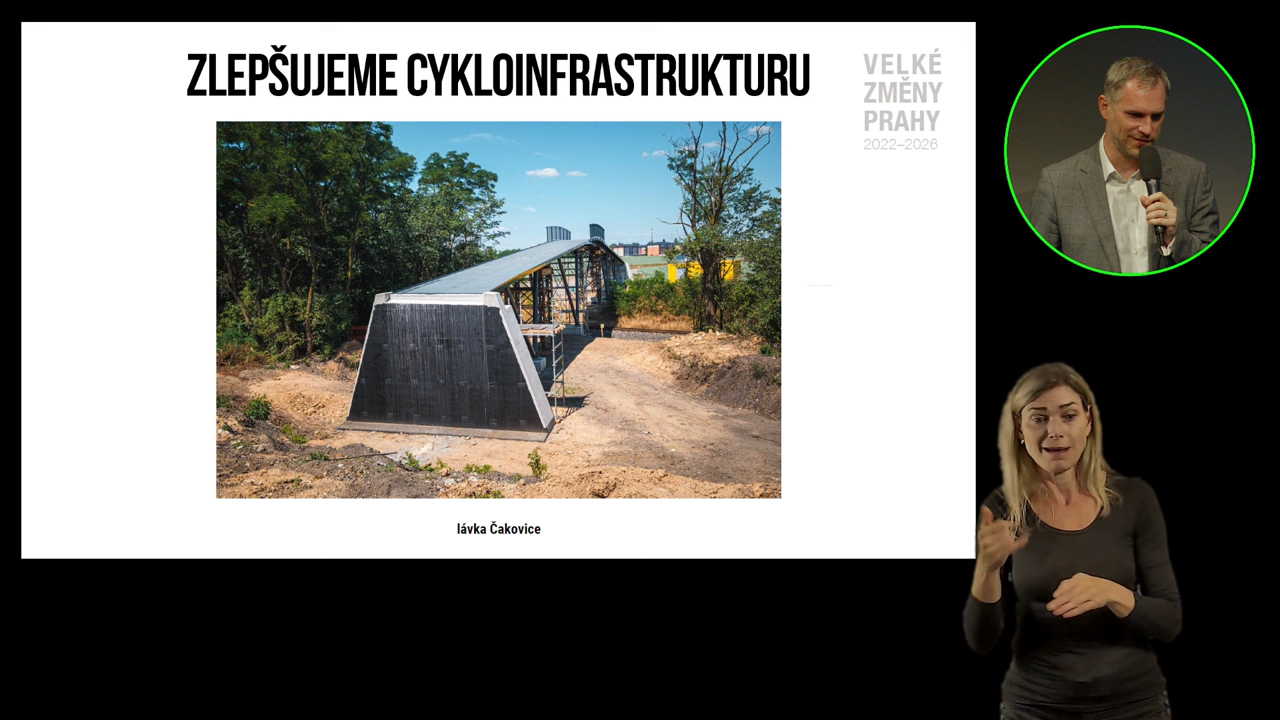 ZLEPŠUJEME CYKLOINFRASTRUKTURU
VELKÉ
ZMĚNY
PRAHY
2022–2026
lávka Čakovice